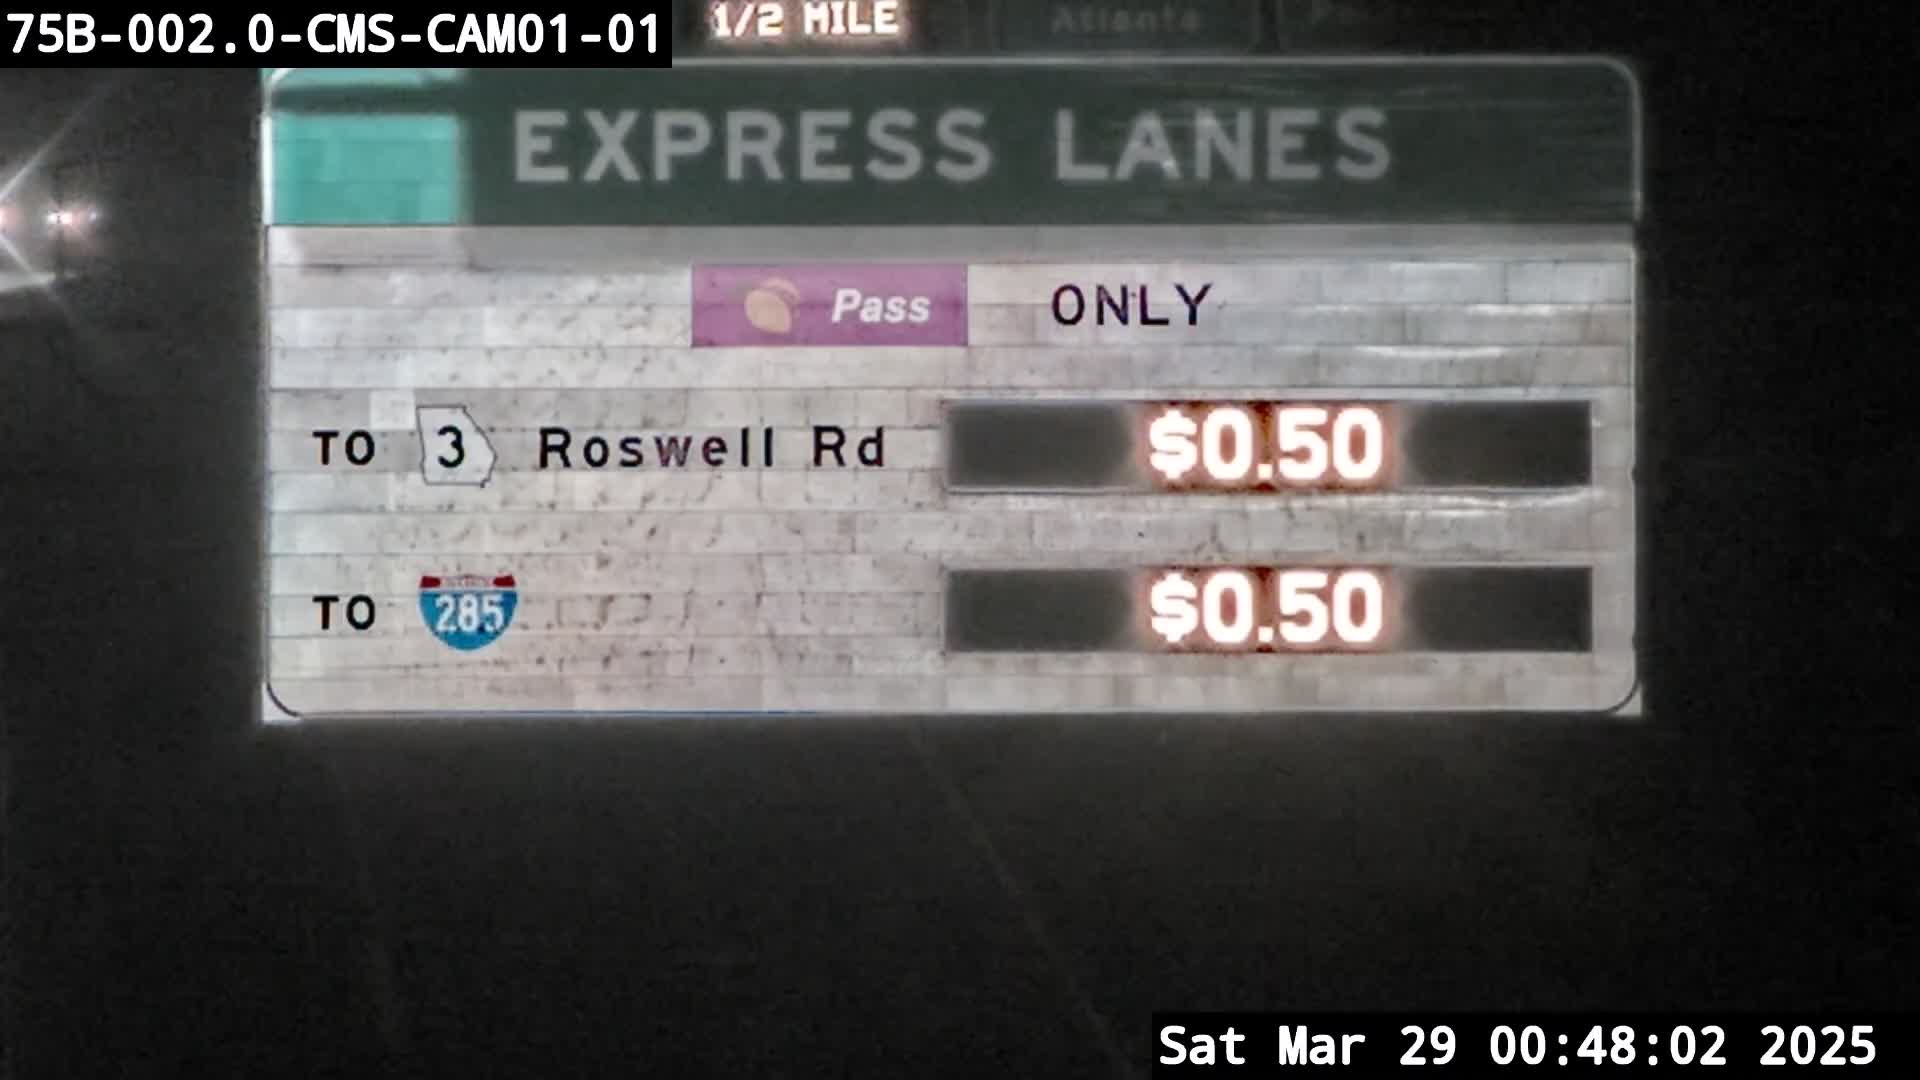 75B-002.0-CMS-CAM01-01
1/2 MILE
Atlanta
EXPRESS LANES
Pass ONLY
TO 3 Roswell Rd $0.50
TO 285 $0.50
Sat Mar 29 00:48:02 2025